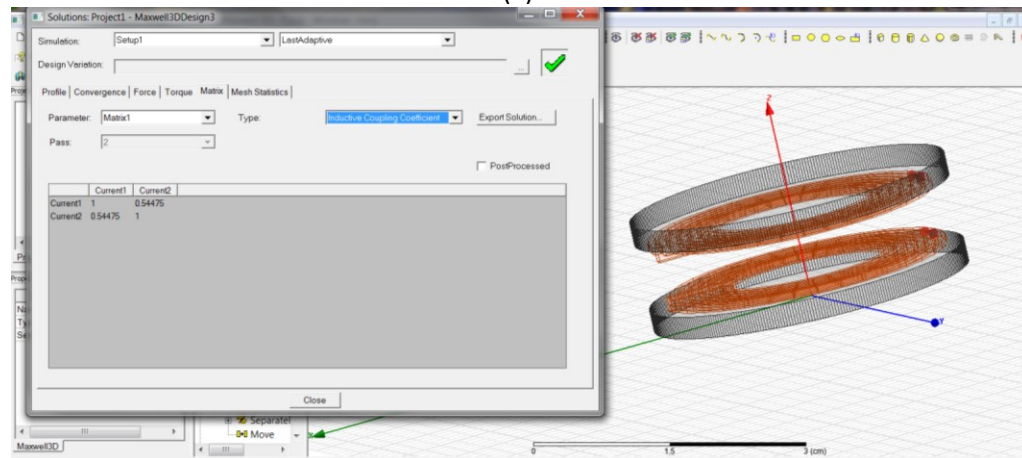 (a)
Solutions: Project1 - Maxwell3DDesign3
Simulation: Setup1 LastAdaptive
Design Variation: ...
Profile Convergence Force Torque Matrix Mesh Statistics
Parameter: Matrix1 Type: Inductive Coupling Coefficient Export Solution...
Pass: 2
PostProcessed
Current1 Current2
Current1 1 0.54475
Current2 0.54475 1
Close
Z
Y
Separatel
Move
Maxwell3D
0 1.5 3 (cm)